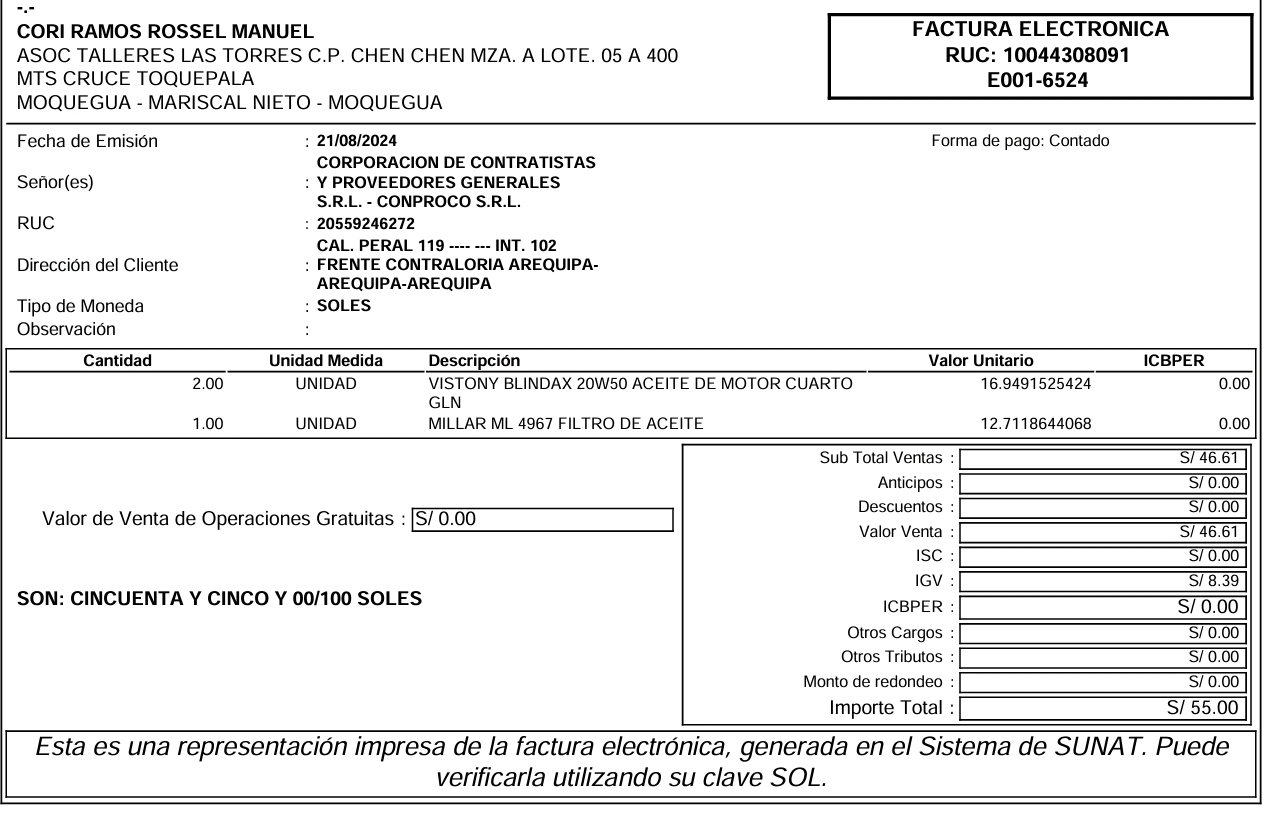 -.-
CORI RAMOS ROSSEL MANUEL
ASOC TALLERES LAS TORRES C.P. CHEN CHEN MZA. A LOTE. 05 A 400
MTS CRUCE TOQUEPALA
MOQUEGUA - MARISCAL NIETO - MOQUEGUA
FACTURA ELECTRONICA
RUC: 10044308091
E001-6524
Fecha de Emisión : 21/08/2024
Forma de pago: Contado
CORPORACION DE CONTRATISTAS
Señor(es) : Y PROVEEDORES GENERALES
S.R.L. - CONPROCO S.R.L.
RUC : 20559246272
CAL. PERAL 119 ---- --- INT. 102
Dirección del Cliente : FRENTE CONTRALORIA AREQUIPA-
AREQUIPA-AREQUIPA
Tipo de Moneda : SOLES
Observación :
Cantidad Unidad Medida Descripción Valor Unitario ICBPER
2.00 UNIDAD VISTONY BLINDAX 20W50 ACEITE DE MOTOR CUARTO 16.9491525424 0.00
GLN
1.00 UNIDAD MILLAR ML 4967 FILTRO DE ACEITE 12.7118644068 0.00
Valor de Venta de Operaciones Gratuitas : S/ 0.00
SON: CINCUENTA Y CINCO Y 00/100 SOLES
Sub Total Ventas : S/ 46.61
Anticipos : S/ 0.00
Descuentos : S/ 0.00
Valor Venta : S/ 46.61
ISC : S/ 0.00
IGV : S/ 8.39
ICBPER : S/ 0.00
Otros Cargos : S/ 0.00
Otros Tributos : S/ 0.00
Monto de redondeo : S/ 0.00
Importe Total : S/ 55.00
Esta es una representación impresa de la factura electrónica, generada en el Sistema de SUNAT. Puede
verificarla utilizando su clave SOL.